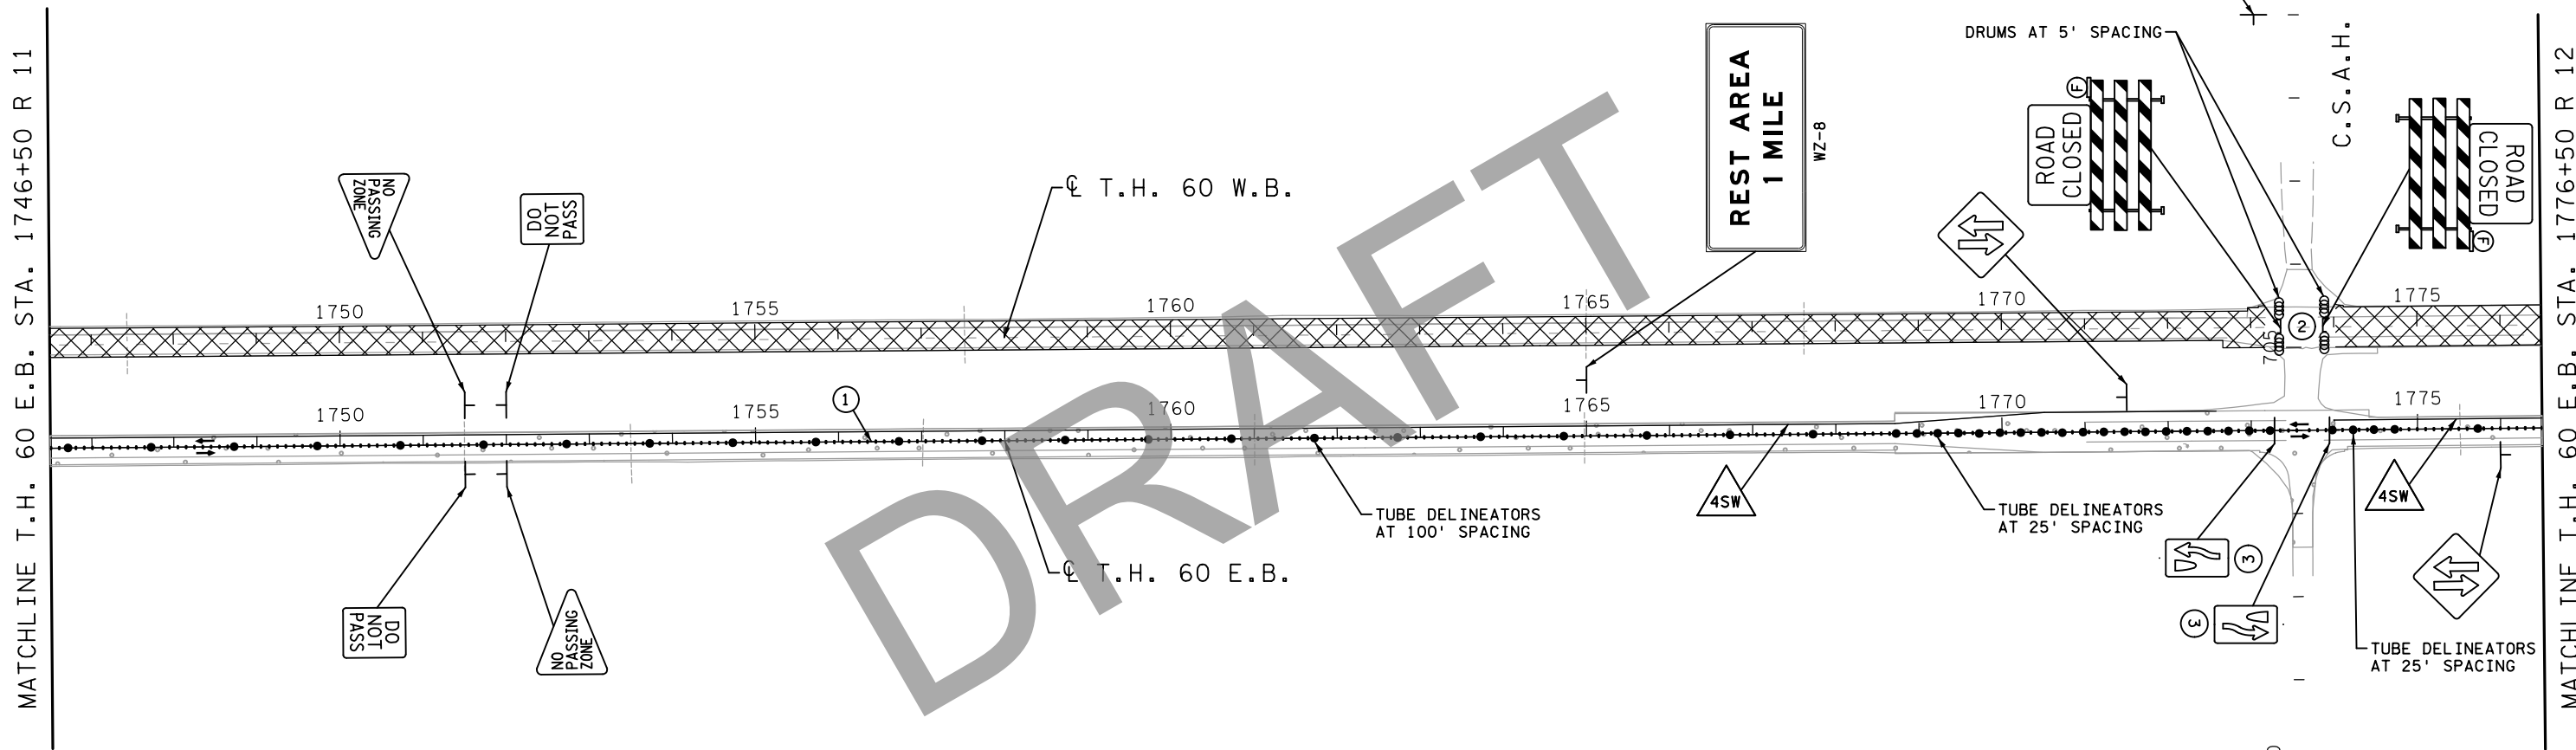 MATCHLINE T.H. 60 E.B. STA. 1746+50 R 11
NO
PASSING
ZONE
DO
NOT
PASS
℄ T.H. 60 W.B.
REST AREA
1 MILE
WZ-8
DRUMS AT 5' SPACING
F
ROAD
CLOSED
C.S.A.H.
ROAD
CLOSED
F
1750
1755
1760
1765
1770
1775
2
75
1750
1755
1760
1765
1770
1775
1
4SW
4SW
TUBE DELINEATORS
AT 100' SPACING
TUBE DELINEATORS
AT 25' SPACING
℄ T.H. 60 E.B.
3
3
DO
NOT
PASS
NO
PASSING
ZONE
TUBE DELINEATORS
AT 25' SPACING
DRAFT
MATCHLINE T.H. 60 E.B. STA. 1776+50 R 12